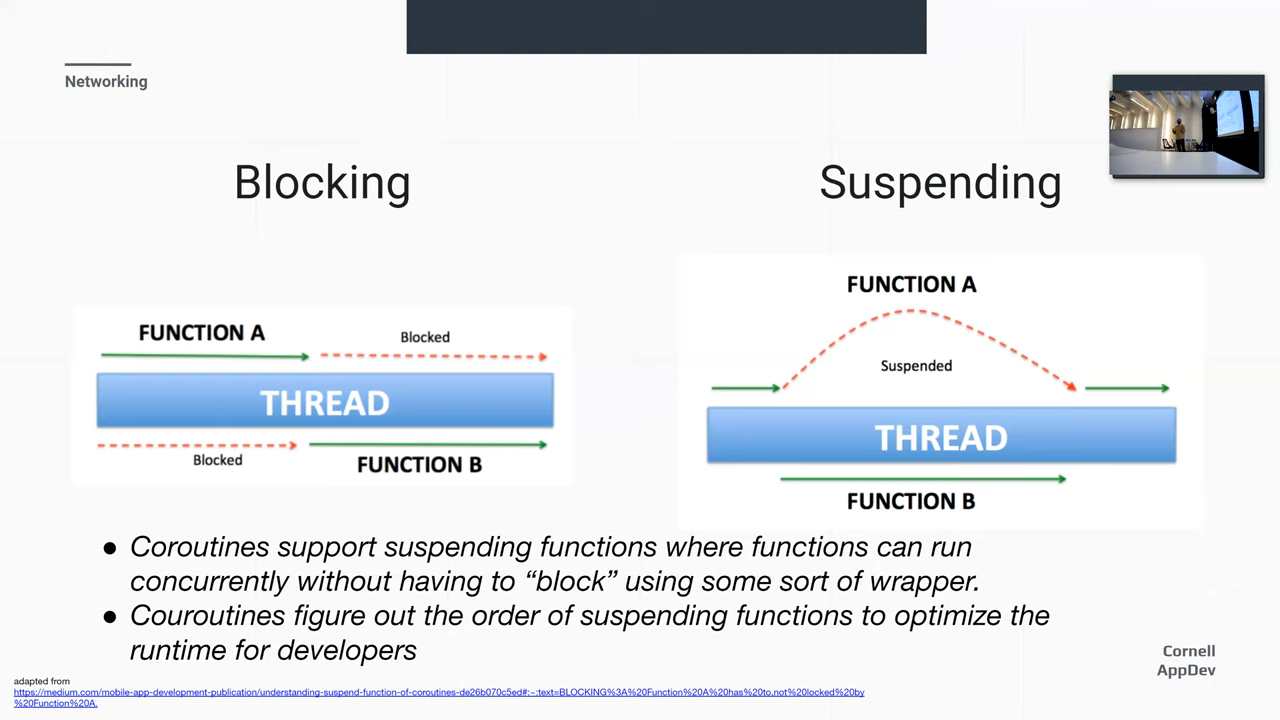 Networking
Blocking
Suspending
FUNCTION A
Blocked
THREAD
Blocked
FUNCTION B
FUNCTION A
Suspended
THREAD
FUNCTION B
● Coroutines support suspending functions where functions can run
concurrently without having to “block” using some sort of wrapper.
● Couroutines figure out the order of suspending functions to optimize the
runtime for developers
Cornell
AppDev
adapted from
https://medium.com/mobile-app-development-publication/understanding-suspend-function-of-coroutines-de26b070c5ed#:~:text=BLOCKING%3A%20Function%20A%20has%20to,not%20locked%20by
%20Function%20A.